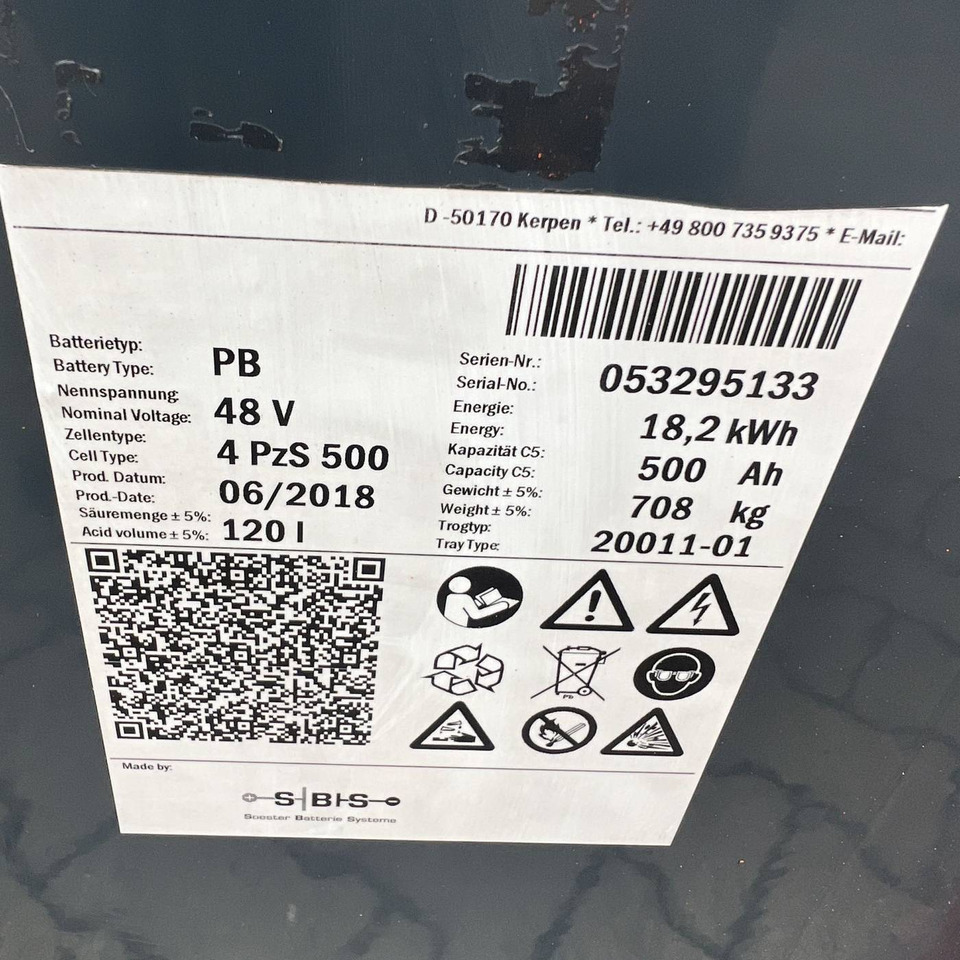 D -50170 Kerpen * Tel.: +49 800 735 9375 * E-Mail:
Batterietyp:
Battery Type: PB
Nennspannung:
Nominal Voltage: 48 V
Zellentype:
Cell Type: 4 PzS 500
Prod. Datum:
Prod.-Date: 06/2018
Säuremenge ± 5%:
Acid volume ± 5%: 120 l
Serien-Nr.:
Serial-No.: 053295133
Energie:
Energy: 18,2 kWh
Kapazität C5:
Capacity C5: 500 Ah
Gewicht ± 5%:
Weight ± 5%: 708 kg
Trogtyp:
Tray Type: 20011-01
Pb
Made by:
S-|BI-S
Soester Batterie Systeme